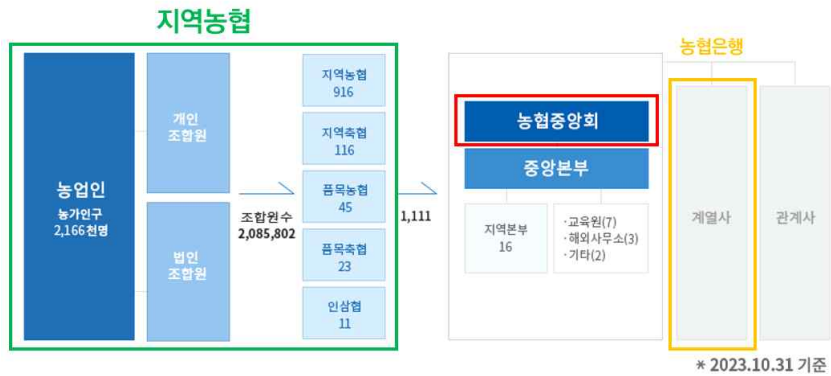 지역농협
농업인
농가인구
2,166천명
개인
조합원
법인
조합원
조합원수
2,085,802
지역농협
916
지역축협
116
품목농협
45
품목축협
23
인삼협
11
1,111
농협중앙회
중앙본부
지역본부
16
·교육원(7)
·해외사무소(3)
·기타(2)
농협은행
계열사
관계사
* 2023.10.31 기준